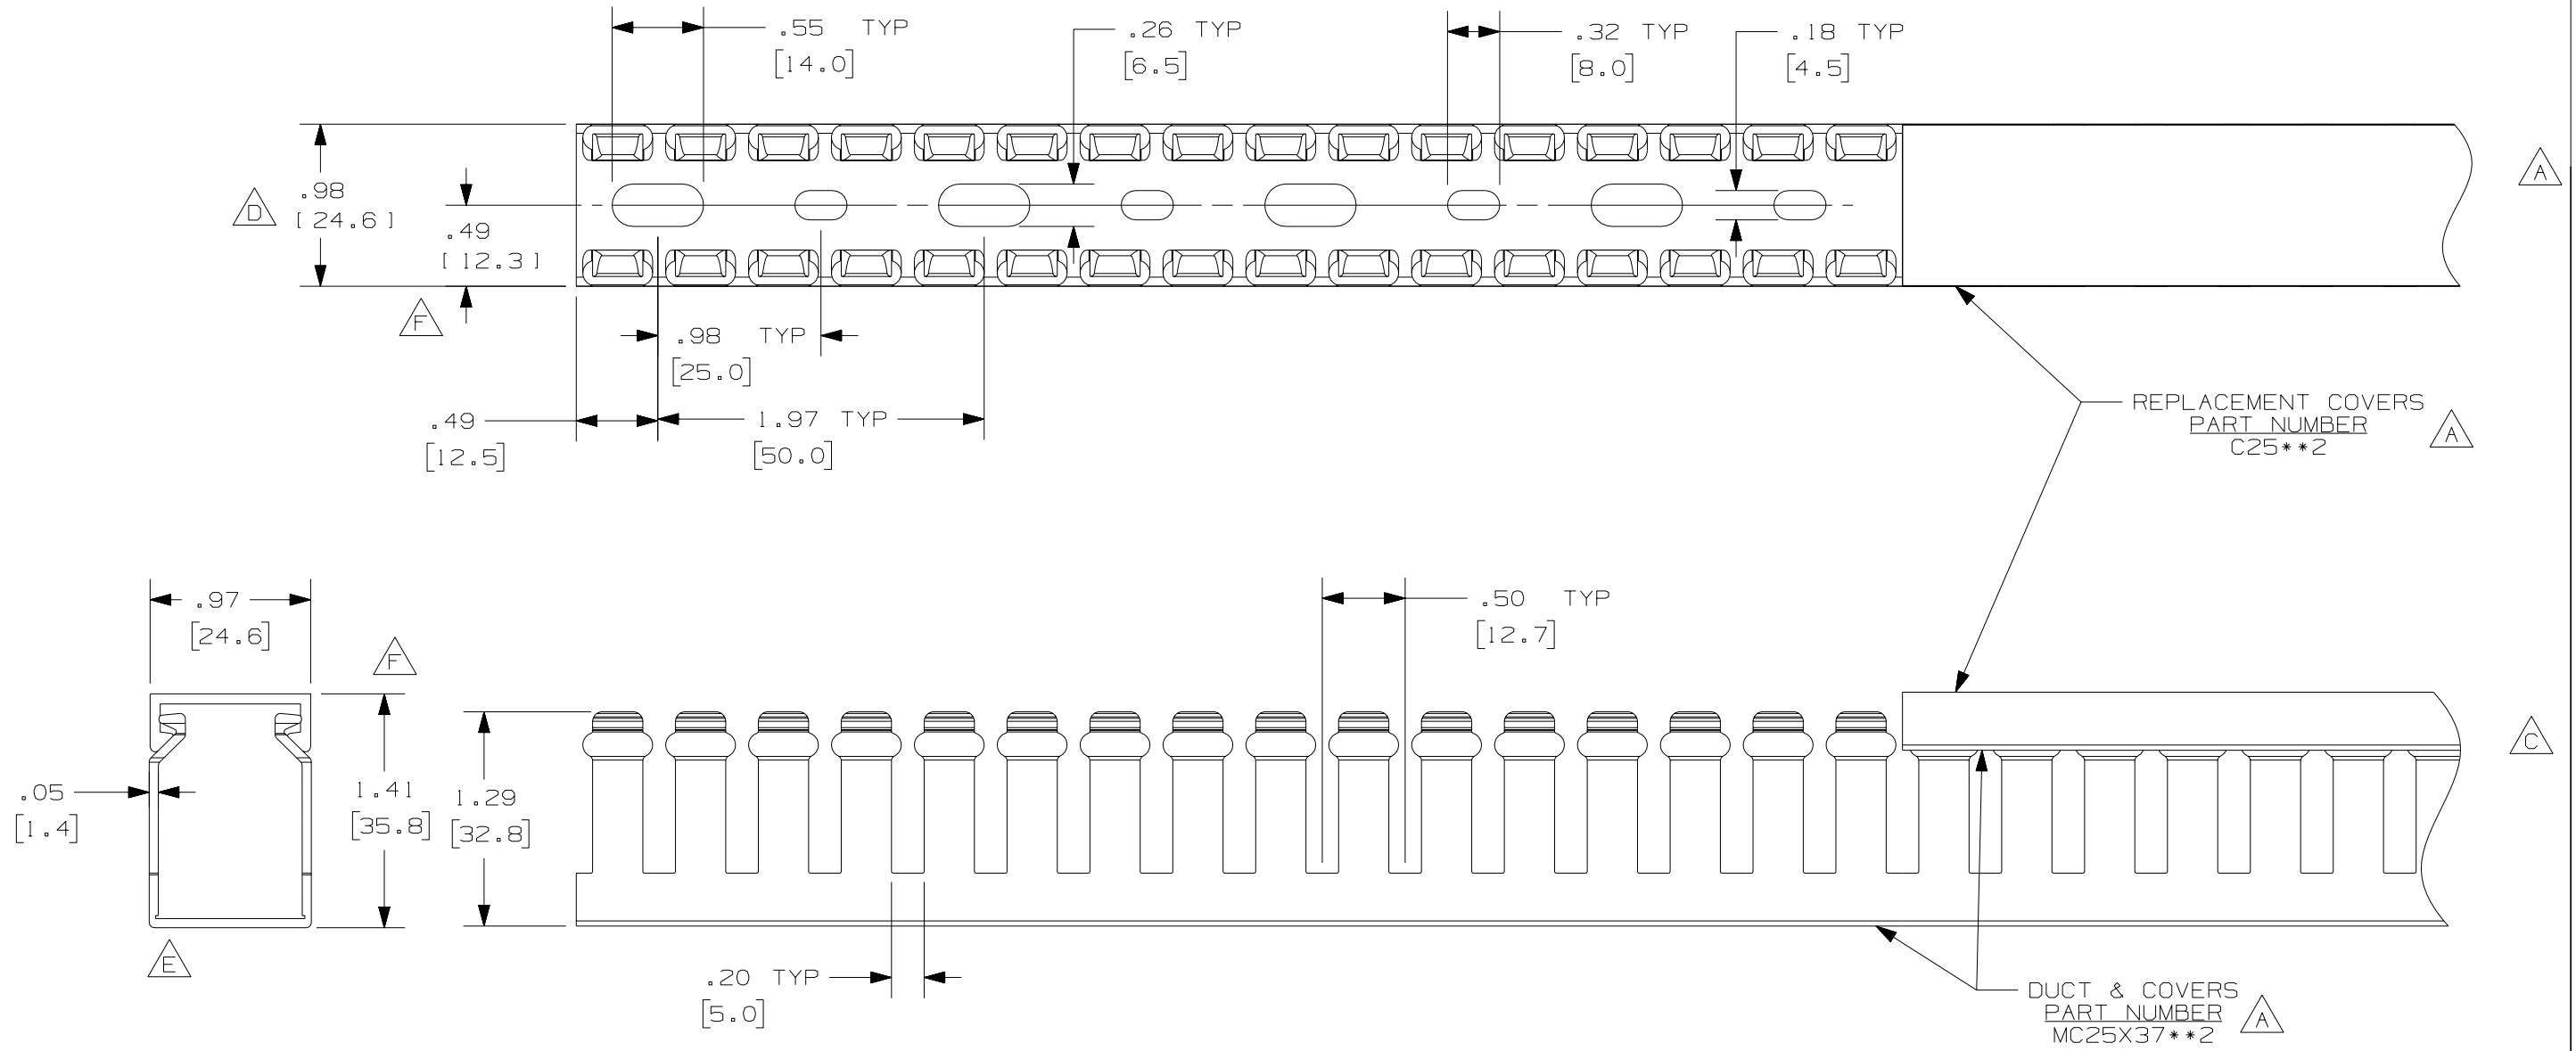 .55 TYP
[14.0]
.26 TYP
[6.5]
.32 TYP
[8.0]
.18 TYP
[4.5]
A
D
.98
[24.6]
.49
[12.3]
F
.98 TYP
[25.0]
.49
[12.5]
1.97 TYP
[50.0]
REPLACEMENT COVERS
PART NUMBER
C25**2
A
.97
[24.6]
F
.50 TYP
[12.7]
C
.05
[1.4]
1.41
[35.8]
1.29
[32.8]
E
.20 TYP
[5.0]
DUCT & COVERS
PART NUMBER
MC25X37**2
A